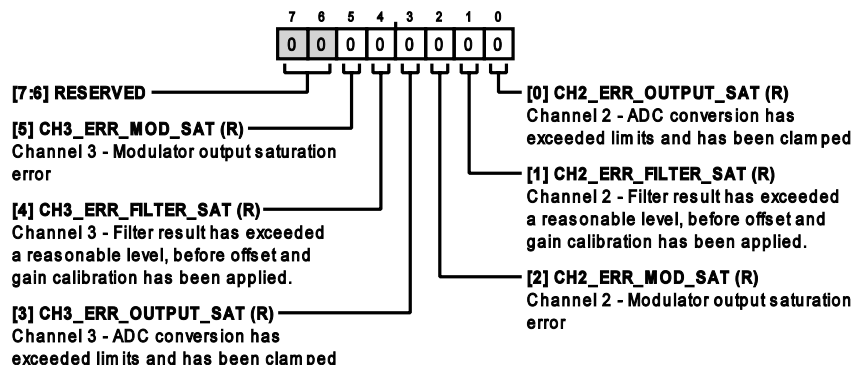 7 6 5 4 3 2 1 0
0 0 0 0 0 0 0 0
[7:6] RESERVED
[5] CH3_ERR_MOD_SAT (R)
Channel 3 - Modulator output saturation
error
[4] CH3_ERR_FILTER_SAT (R)
Channel 3 - Filter result has exceeded
a reasonable level, before offset and
gain calibration has been applied.
[3] CH3_ERR_OUTPUT_SAT (R)
Channel 3 - ADC conversion has
exceeded limits and has been clamped
[0] CH2_ERR_OUTPUT_SAT (R)
Channel 2 - ADC conversion has
exceeded limits and has been clamped
[1] CH2_ERR_FILTER_SAT (R)
Channel 2 - Filter result has exceeded
a reasonable level, before offset and
gain calibration has been applied.
[2] CH2_ERR_MOD_SAT (R)
Channel 2 - Modulator output saturation
error